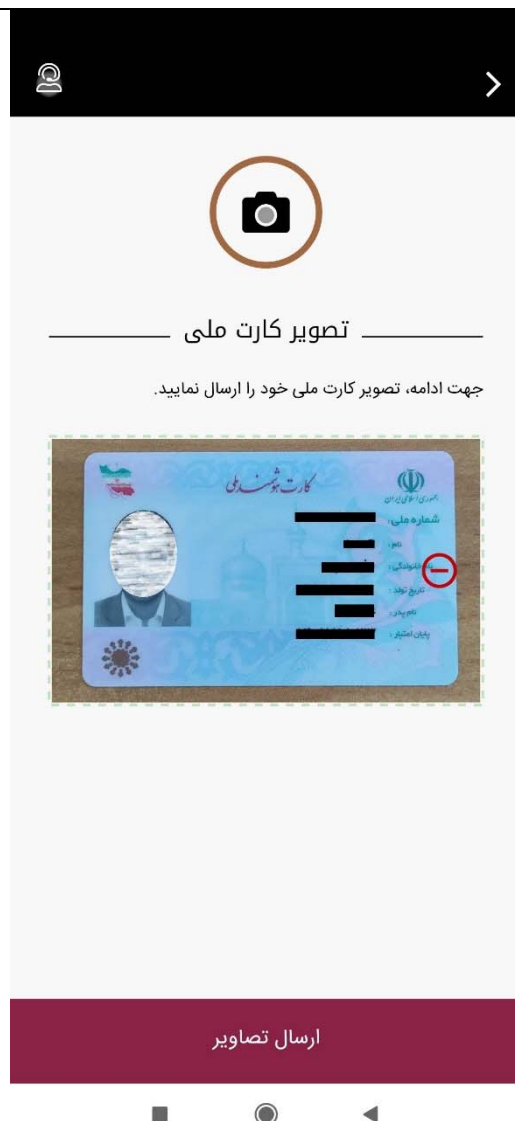 تصویر کارت ملی
جهت ادامه، تصویر کارت ملی خود را ارسال نمایید.
کارت هوشمند ملی
جمهوری اسلامی ایران
شماره ملی :
نام :
نام خانوادگی :
تاریخ تولد :
نام پدر :
پایان اعتبار :
ارسال تصاویر